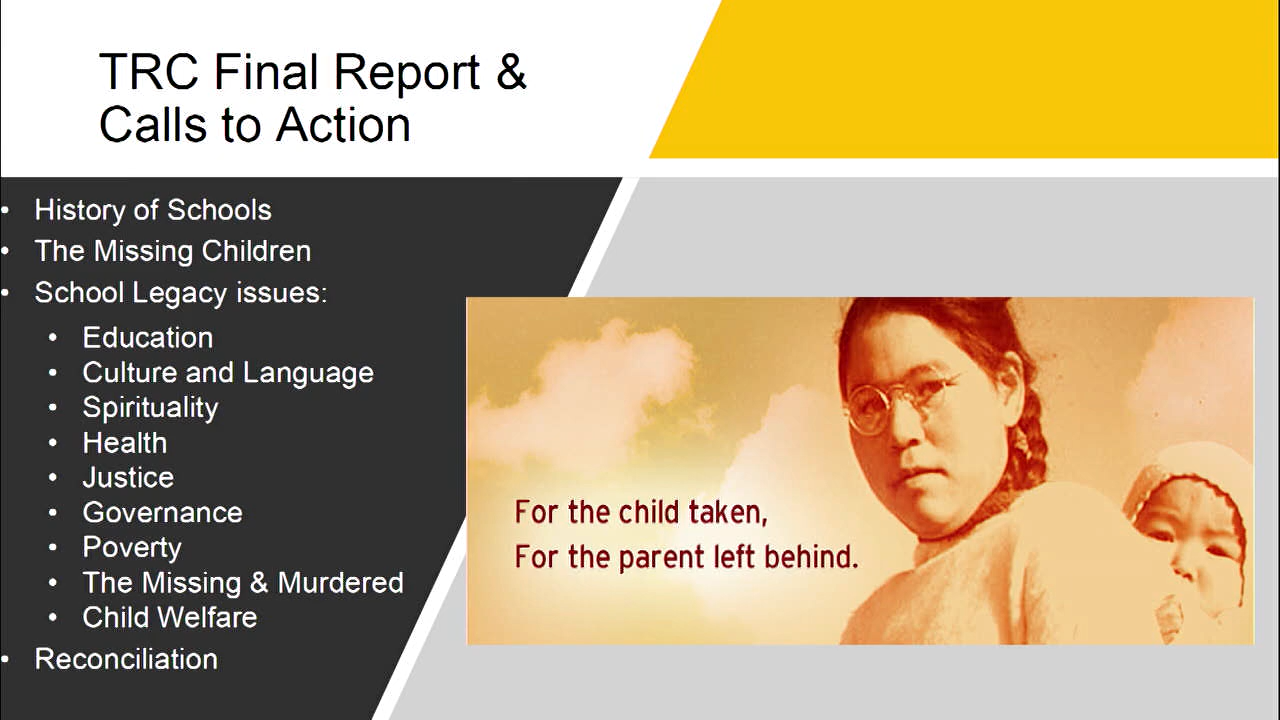 TRC Final Report &
Calls to Action
• History of Schools
• The Missing Children
• School Legacy issues:
• Education
• Culture and Language
• Spirituality
• Health
• Justice
• Governance
• Poverty
• The Missing & Murdered
• Child Welfare
• Reconciliation
For the child taken,
For the parent left behind.